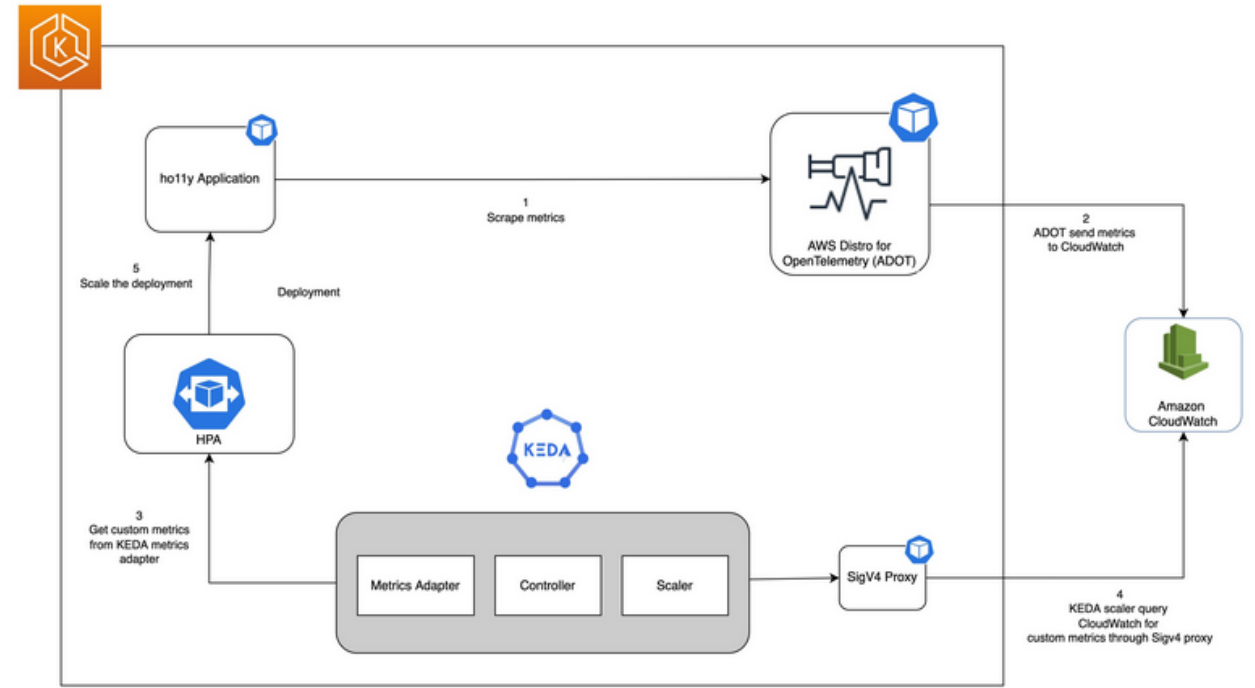 K
ho11y Application
1
Scrape metrics
AWS Distro for
OpenTelemetry (ADOT)
2
ADOT send metrics
to CloudWatch
5
Scale the deployment
Deployment
HPA
Amazon
CloudWatch
KEDA
3
Get custom metrics
from KEDA metrics
adapter
Metrics Adapter
Controller
Scaler
SigV4 Proxy
4
KEDA scaler query
CloudWatch for
custom metrics through Sigv4 proxy